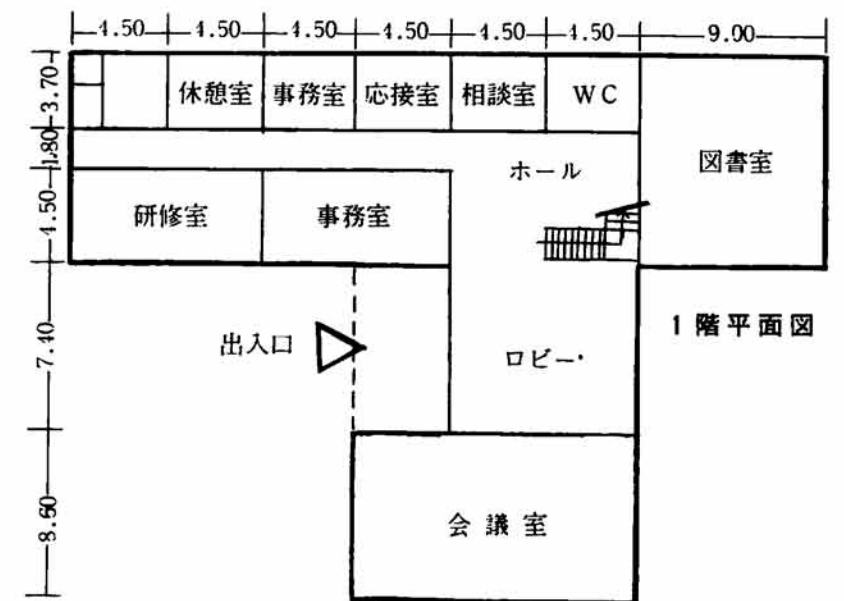 4.50 4.50 4.50 4.50 4.50 4.50 9.00
3.70
休憩室 事務室 応接室 相談室 WC
1.80
ホール
図書室
4.50
研修室 事務室
7.40
出入口
ロビー
1階平面図
8.60
会議室